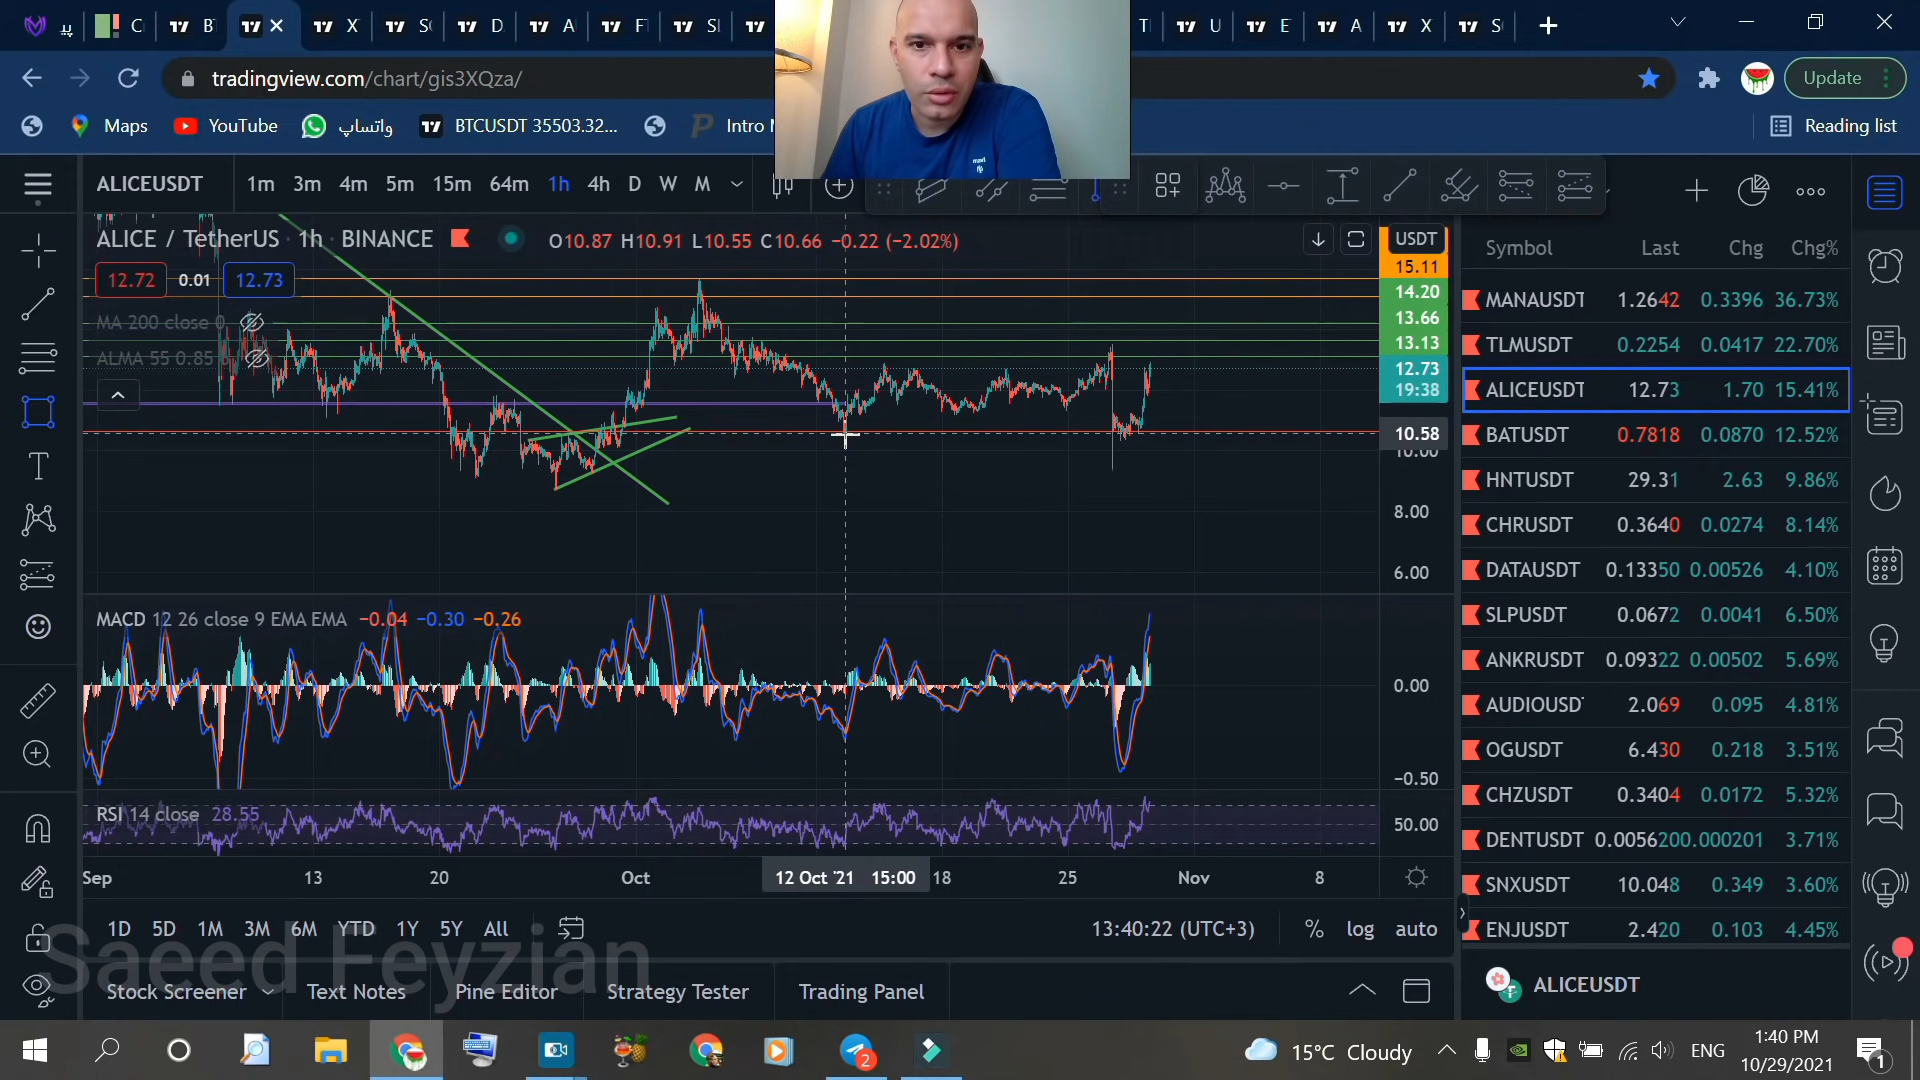 tradingview.com/chart/gis3XQza/
Update
Maps
YouTube
واتساپ
BTCUSDT 35503.32...
Intro
Reading list
ALICEUSDT
1m 3m 4m 5m 15m 64m 1h 4h D W M
ALICE / TetherUS · 1h · BINANCE
O10.87 H10.91 L10.55 C10.66 −0.22 (−2.02%)
12.72 0.01 12.73
MA 200 close 0
ALMA 55 0.85 6
USDT
15.11
14.20
13.66
13.13
12.73
19:38
10.58
10.00
8.00
6.00
MACD 12 26 close 9 EMA EMA −0.04 −0.30 −0.26
0.00
−0.50
RSI 14 close 28.55
50.00
Sep 13 20 Oct 12 Oct '21 15:00 18 25 Nov 8
1D 5D 1M 3M 6M YTD 1Y 5Y All
13:40:22 (UTC+3) % log auto
Saeed Feyzian
Stock Screener Text Notes Pine Editor Strategy Tester Trading Panel
Symbol Last Chg Chg%
MANAUSDT 1.2642 0.3396 36.73%
TLMUSDT 0.2254 0.0417 22.70%
ALICEUSDT 12.73 1.70 15.41%
BATUSDT 0.7818 0.0870 12.52%
HNTUSDT 29.31 2.63 9.86%
CHRUSDT 0.3640 0.0274 8.14%
DATAUSDT 0.13350 0.00526 4.10%
SLPUSDT 0.0672 0.0041 6.50%
ANKRUSDT 0.09322 0.00502 5.69%
AUDIOUSD 2.069 0.095 4.81%
OGUSDT 6.430 0.218 3.51%
CHZUSDT 0.3404 0.0172 5.32%
DENTUSDT 0.0056200.000201 3.71%
SNXUSDT 10.048 0.349 3.60%
ENJUSDT 2.420 0.103 4.45%
ALICEUSDT
2
15°C Cloudy
ENG
1:40 PM
10/29/2021
1